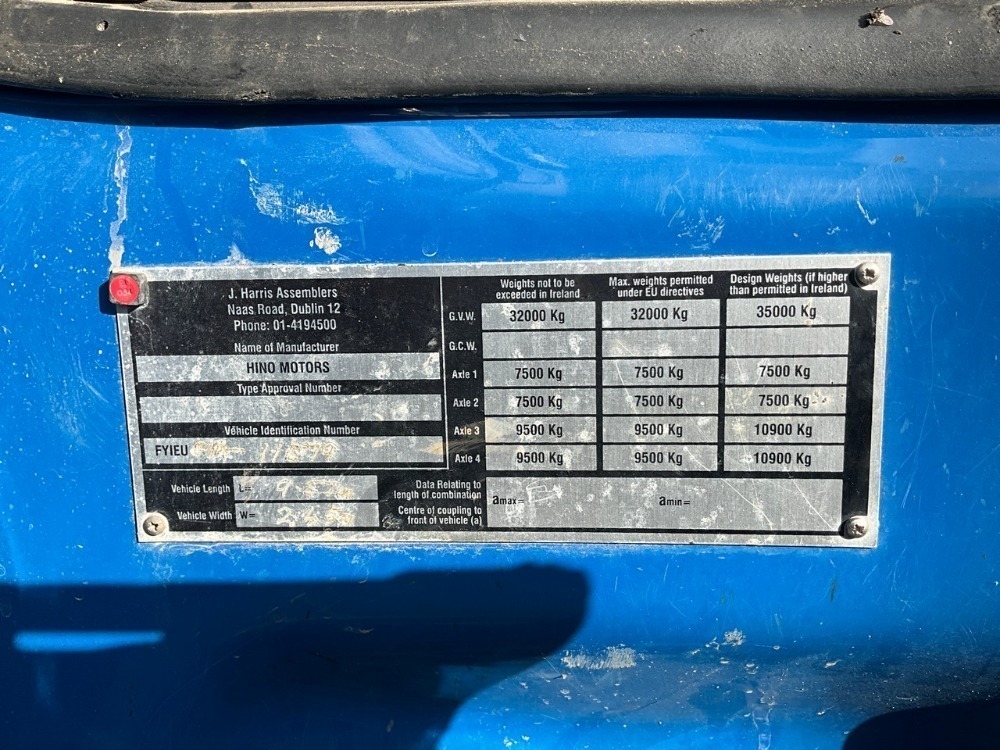 J. Harris Assemblers
Naas Road, Dublin 12
Phone: 01-4194500
Name of Manufacturer
HINO MOTORS
Type Approval Number
Vehicle Identification Number
FYIEU
Vehicle Length L=
Vehicle Width W=
Weights not to be exceeded in Ireland
Max. weights permitted under EU directives
Design Weights (if higher than permitted in Ireland)
G.V.W. 32000 Kg 32000 Kg 35000 Kg
G.C.W.
Axle 1 7500 Kg 7500 Kg 7500 Kg
Axle 2 7500 Kg 7500 Kg 7500 Kg
Axle 3 9500 Kg 9500 Kg 10900 Kg
Axle 4 9500 Kg 9500 Kg 10900 Kg
Data Relating to
length of combination
Centre of coupling to
front of vehicle (a)
amax= amin=